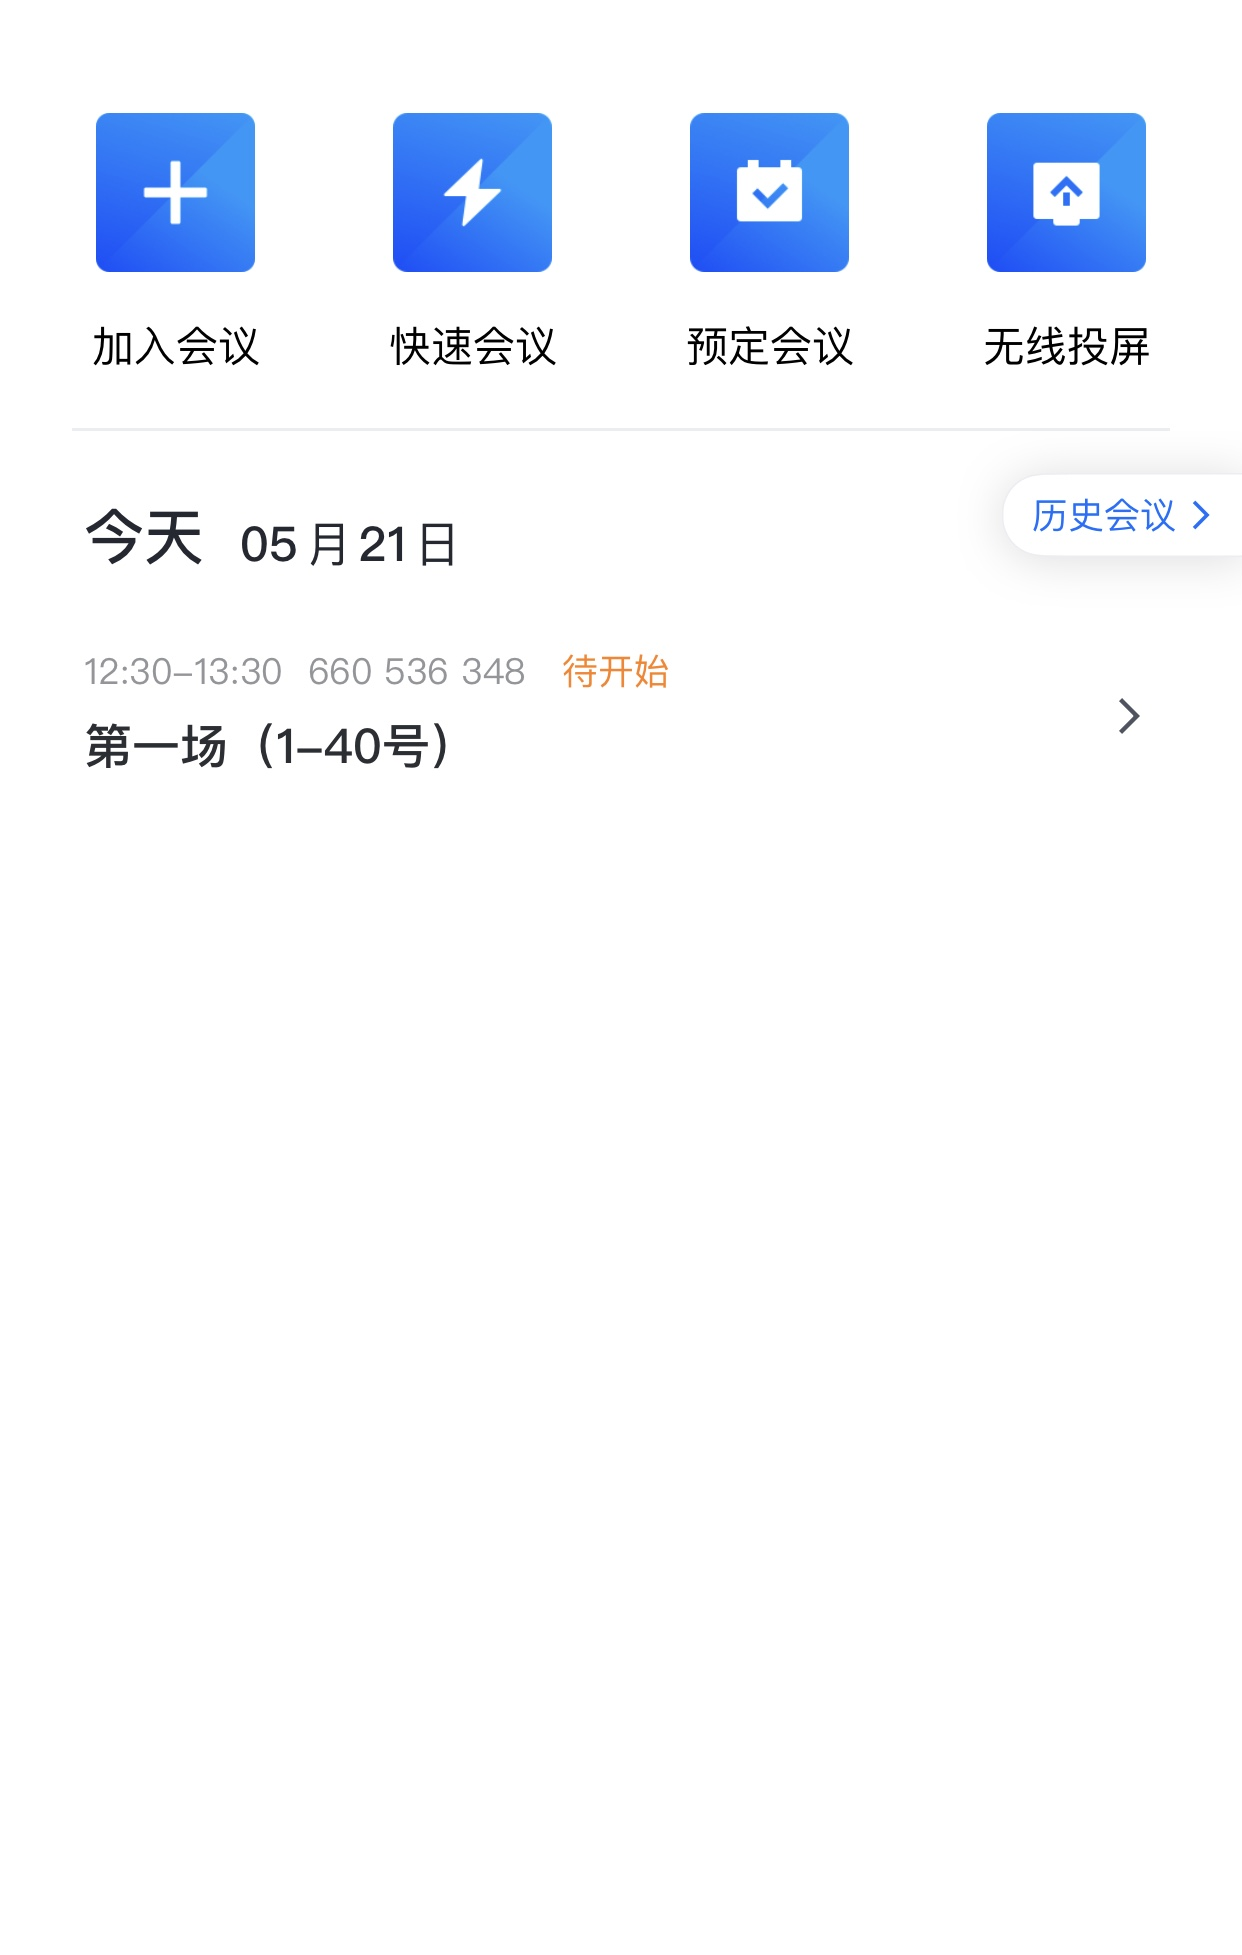 加入会议 快速会议 预定会议 无线投屏
历史会议
今天 05月21日
12:30-13:30 660 536 348 待开始
第一场（1-40号）